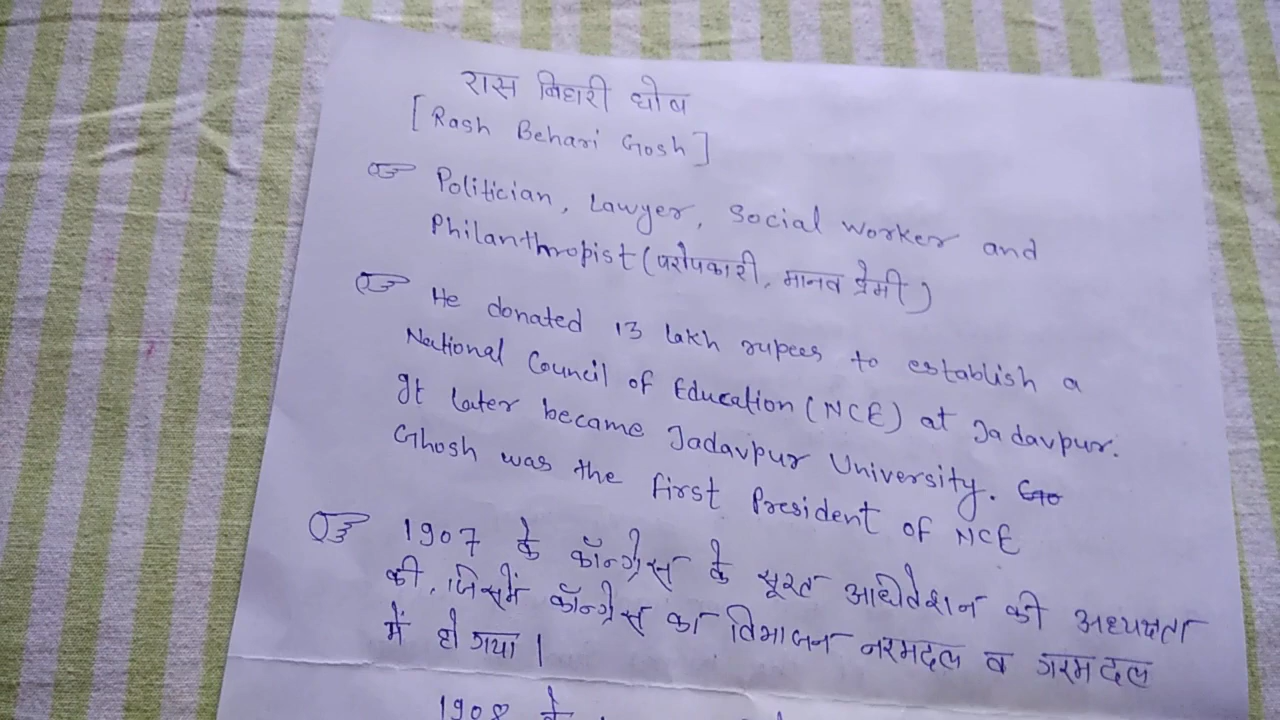 रास बिहारी घोष
[Rash Behari Gosh]
Politician, Lawyer, Social worker and
Philanthropist (परोपकारी, मानव प्रेमी)
He donated 13 lakh rupees to establish a
National Council of Education (NCE) at Jadavpur.
It later became Jadavpur University.
Ghosh was the first President of NCE
1907 के कॉन्ग्रेस के सूरत अधिवेशन की अध्यक्षता
की, जिसमें कॉन्ग्रेस का विभाजन नरमदल व गरमदल
में हो गया।
1908 के